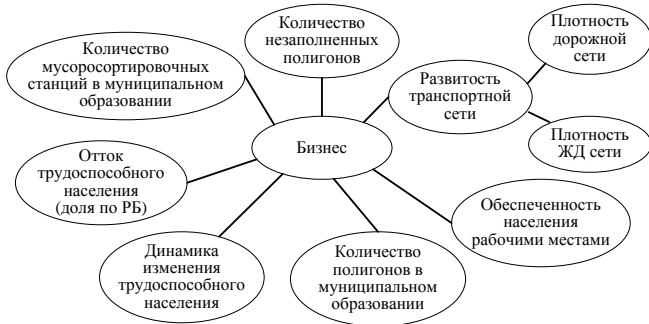 Количество
незаполненных
полигонов
Плотность
дорожной
сети
Количество
мусоросортировочных
станций в муниципальном
образовании
Развитость
транспортной
сети
Бизнес
Плотность
ЖД сети
Отток
трудоспособного
населения
(доля по РБ)
Обеспеченность
населения
рабочими местами
Динамика
изменения
трудоспособного
населения
Количество
полигонов в
муниципальном
образовании